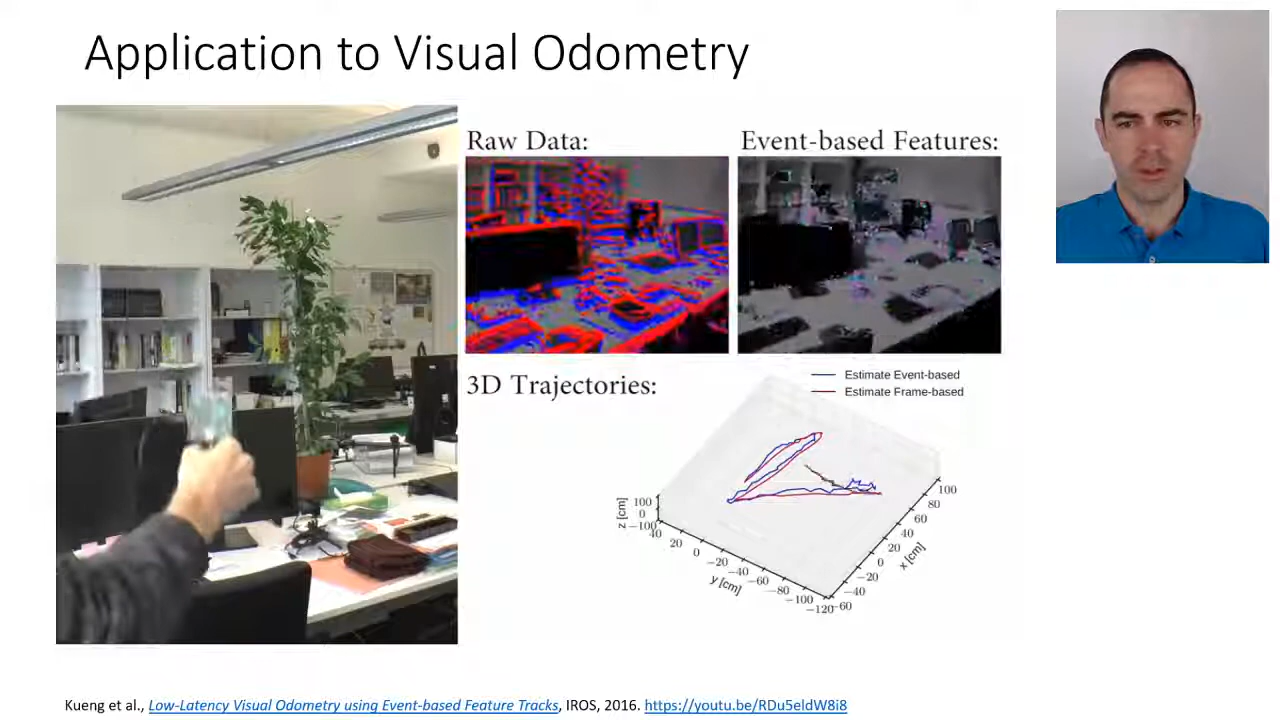 Application to Visual Odometry
Raw Data:
Event-based Features:
3D Trajectories:
Estimate Event-based
Estimate Frame-based
z [cm]
100
0
−100
40
20
0
−20
−40
−60
−80
−100
−120
y [cm]
−60
−40
−20
0
20
40
60
80
100
x [cm]
Kueng et al., Low-Latency Visual Odometry using Event-based Feature Tracks, IROS, 2016. https://youtu.be/RDu5eldW8i8